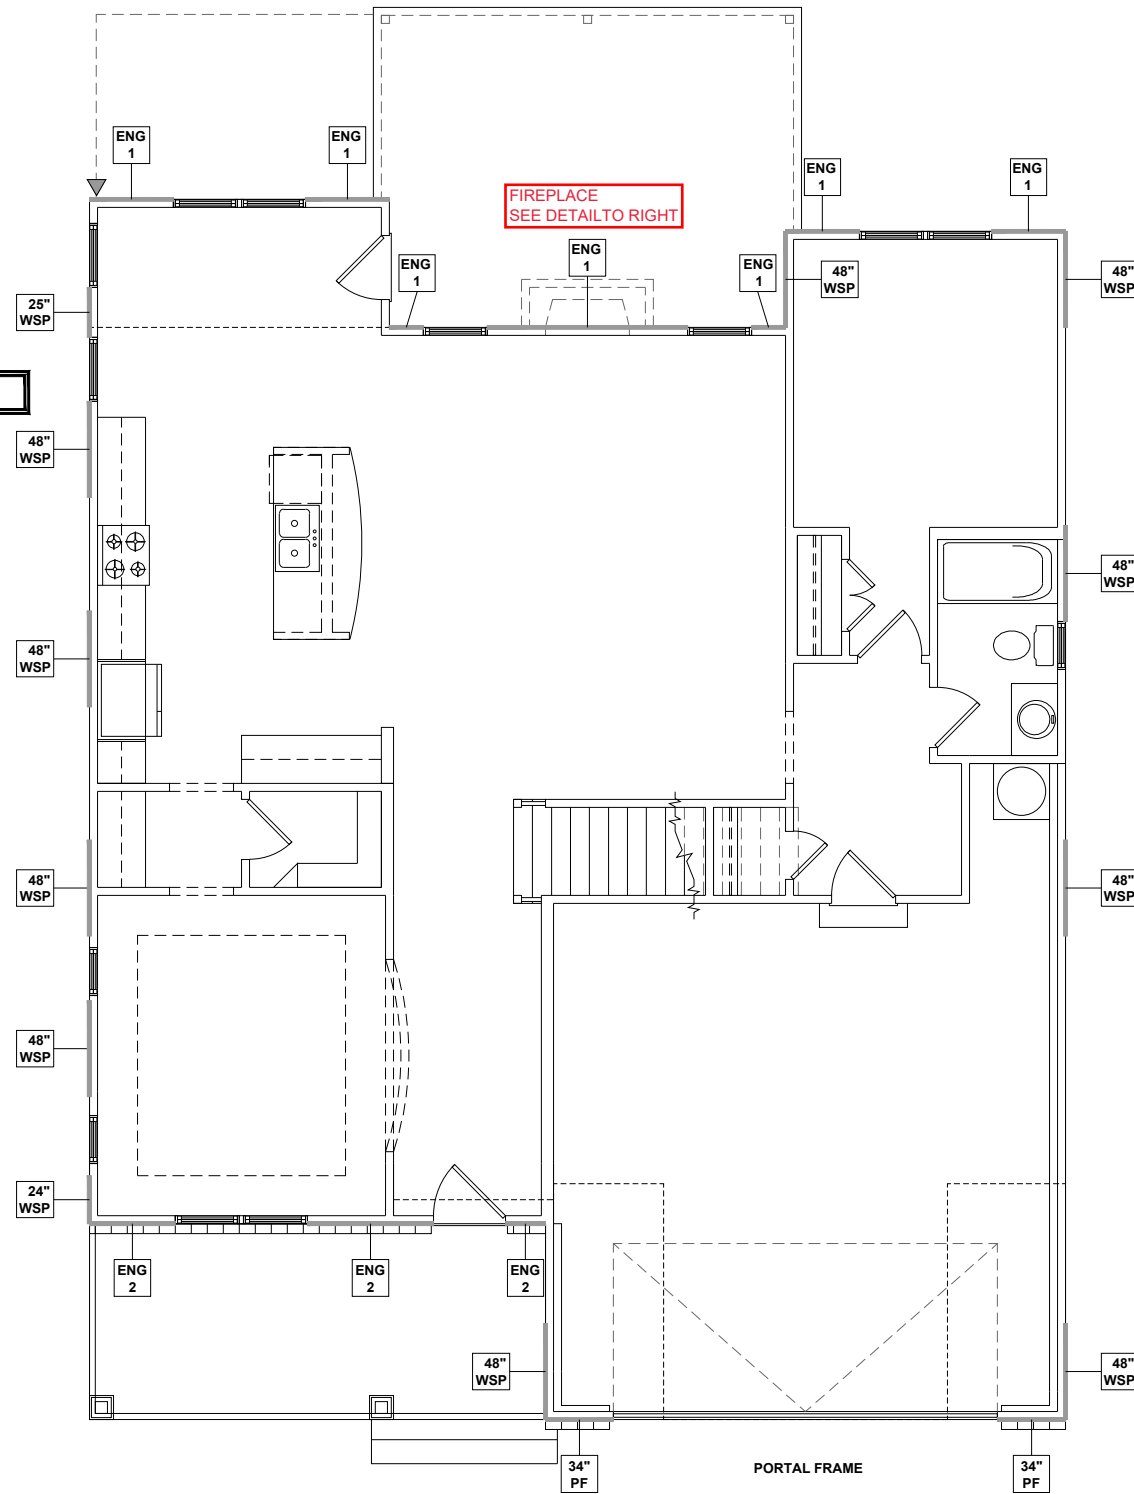 ENG
1
ENG
1
ENG
1
ENG
1
FIREPLACE
SEE DETAILTO RIGHT
ENG
1
ENG
1
ENG
1
48"
WSP
48"
WSP
25"
WSP
48"
WSP
48"
WSP
48"
WSP
48"
WSP
48"
WSP
48"
WSP
24"
WSP
ENG
2
ENG
2
ENG
2
48"
WSP
48"
WSP
34"
PF
PORTAL FRAME
34"
PF